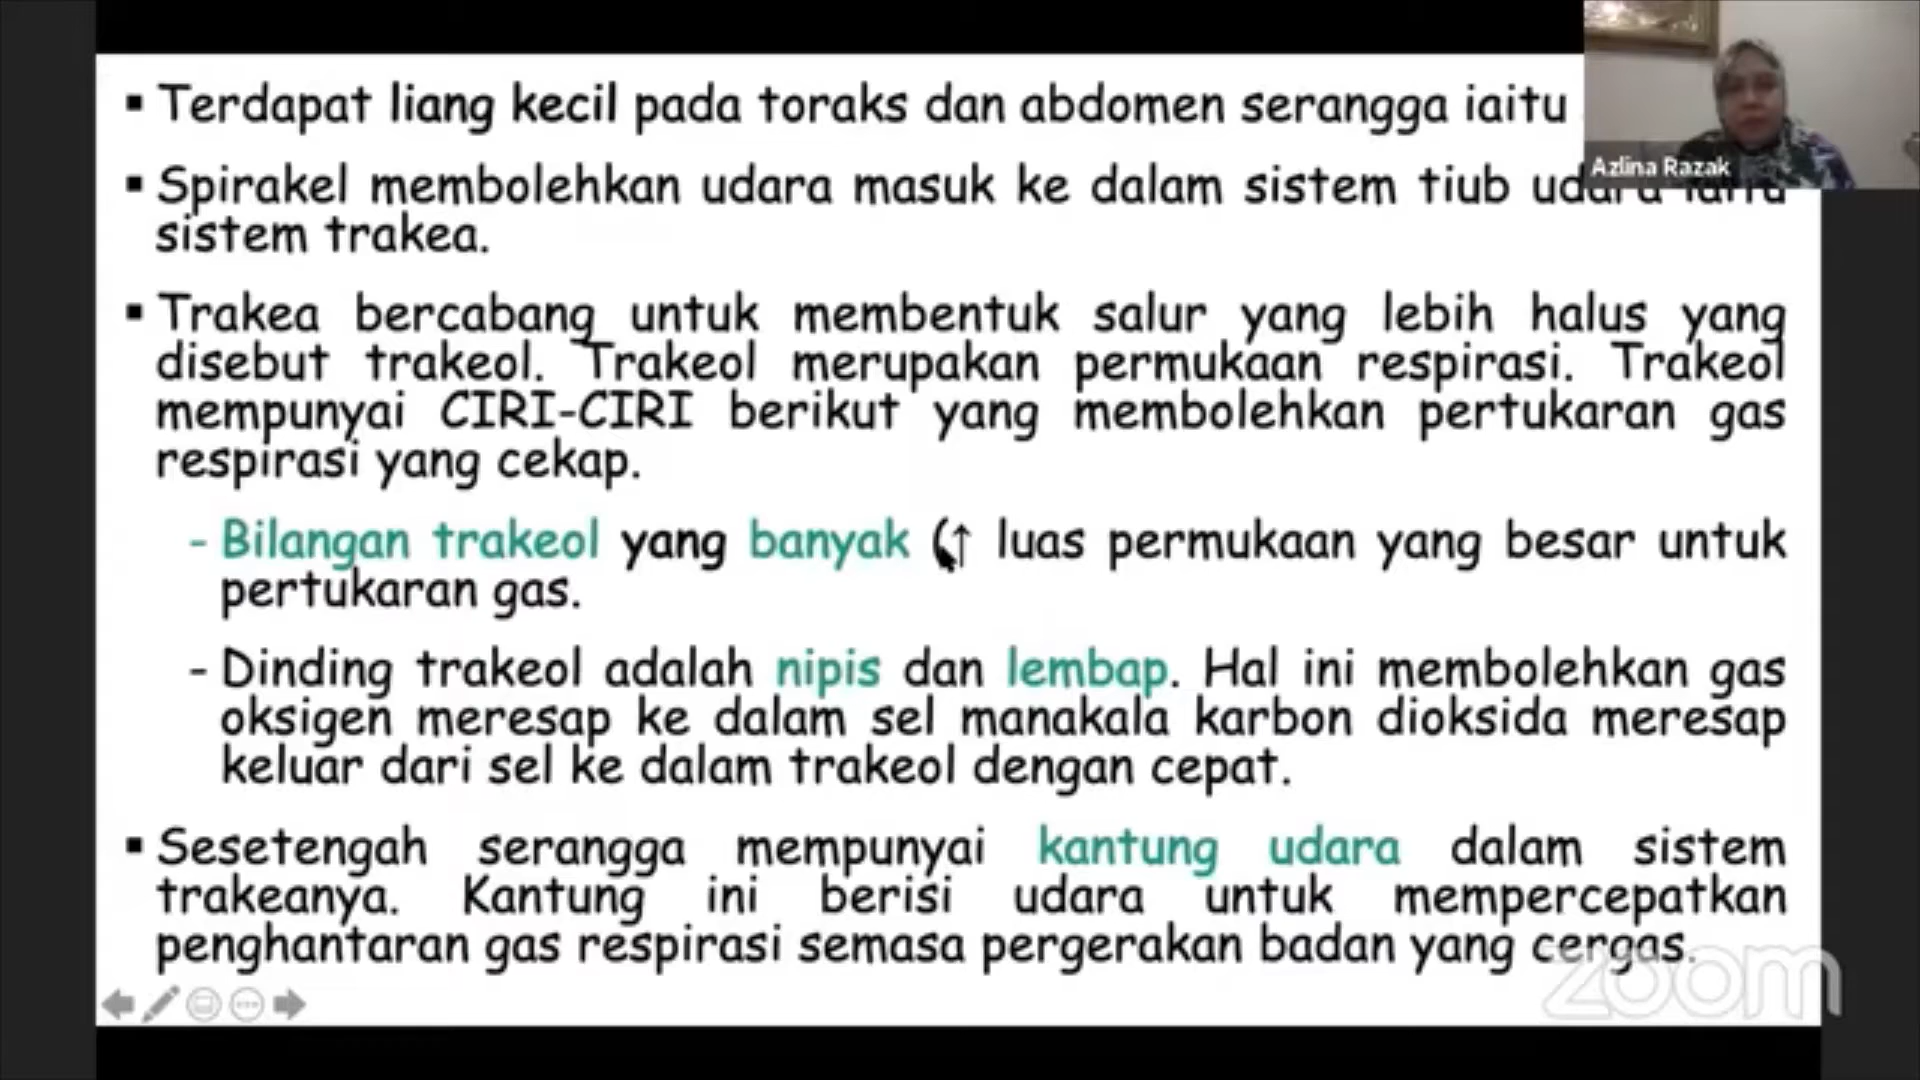 ▪ Terdapat liang kecil pada toraks dan abdomen serangga iaitu
Azlina Razak
▪ Spirakel membolehkan udara masuk ke dalam sistem tiub udara iaitu
sistem trakea.
▪ Trakea bercabang untuk membentuk salur yang lebih halus yang
disebut trakeol. Trakeol merupakan permukaan respirasi. Trakeol
mempunyai CIRI-CIRI berikut yang membolehkan pertukaran gas
respirasi yang cekap.
- Bilangan trakeol yang banyak (↑ luas permukaan yang besar untuk
pertukaran gas.
- Dinding trakeol adalah nipis dan lembap. Hal ini membolehkan gas
oksigen meresap ke dalam sel manakala karbon dioksida meresap
keluar dari sel ke dalam trakeol dengan cepat.
▪ Sesetengah serangga mempunyai kantung udara dalam sistem
trakeanya. Kantung ini berisi udara untuk mempercepatkan
penghantaran gas respirasi semasa pergerakan badan yang cergas.
zoom